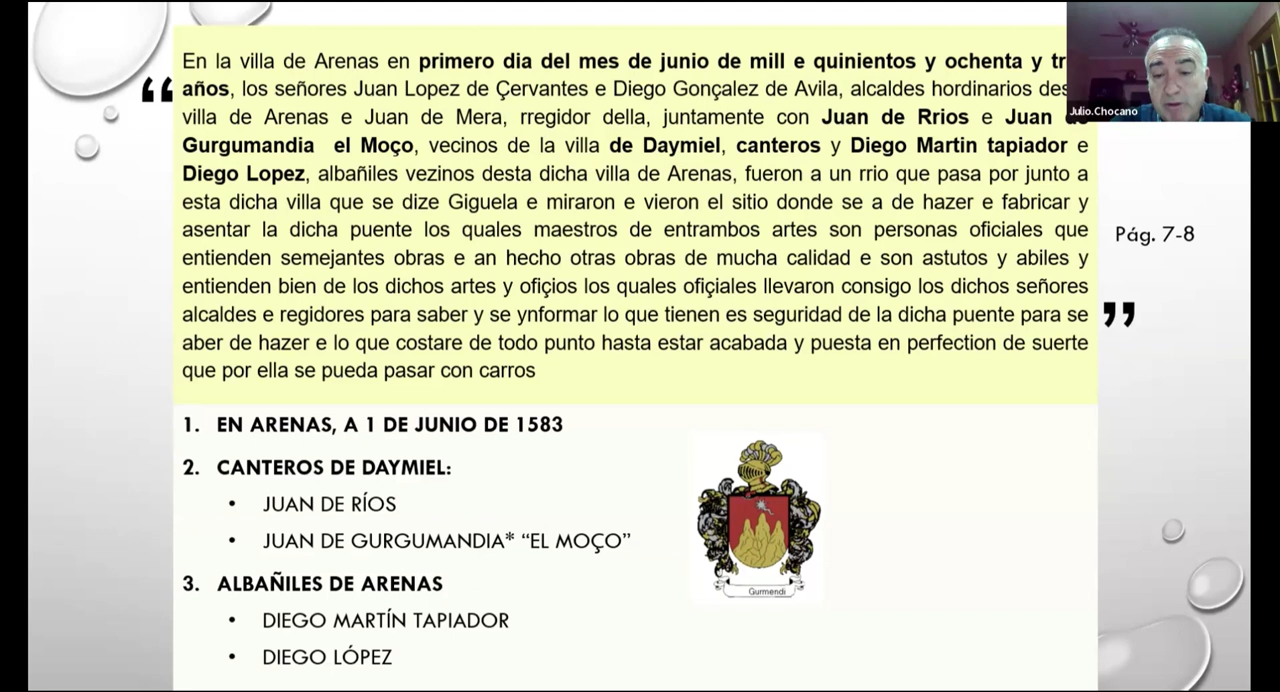 En la villa de Arenas en primero dia del mes de junio de mill e quinientos y ochenta y
años, los señores Juan Lopez de Çervantes e Diego Gonçalez de Avila, alcaldes hordinarios
villa de Arenas e Juan de Mera, rregidor della, juntamente con Juan de Rrios e Juan
Gurgumandia el Moço, vecinos de la villa de Daymiel, canteros y Diego Martin tapiador e
Diego Lopez, albañiles vezinos desta dicha villa de Arenas, fueron a un rrio que pasa por junto a
esta dicha villa que se dize Giguela e miraron e vieron el sitio donde se a de hazer e fabricar y
asentar la dicha puente los quales maestros de entrambos artes son personas oficiales que
entienden semejantes obras e an hecho otras obras de mucha calidad e son astutos y abiles y
entienden bien de los dichos artes y ofiçios los quales ofiçiales llevaron consigo los dichos señores
alcaldes e regidores para saber y se ynformar lo que tienen es seguridad de la dicha puente para se
aber de hazer e lo que costare de todo punto hasta estar acabada y puesta en perfection de suerte
que por ella se pueda pasar con carros
Julio.Chocano
Pág. 7-8
1. EN ARENAS, A 1 DE JUNIO DE 1583
2. CANTEROS DE DAYMIEL:
• JUAN DE RÍOS
• JUAN DE GURGUMANDIA* “EL MOÇO”
3. ALBAÑILES DE ARENAS
• DIEGO MARTÍN TAPIADOR
• DIEGO LÓPEZ
Gurmendi